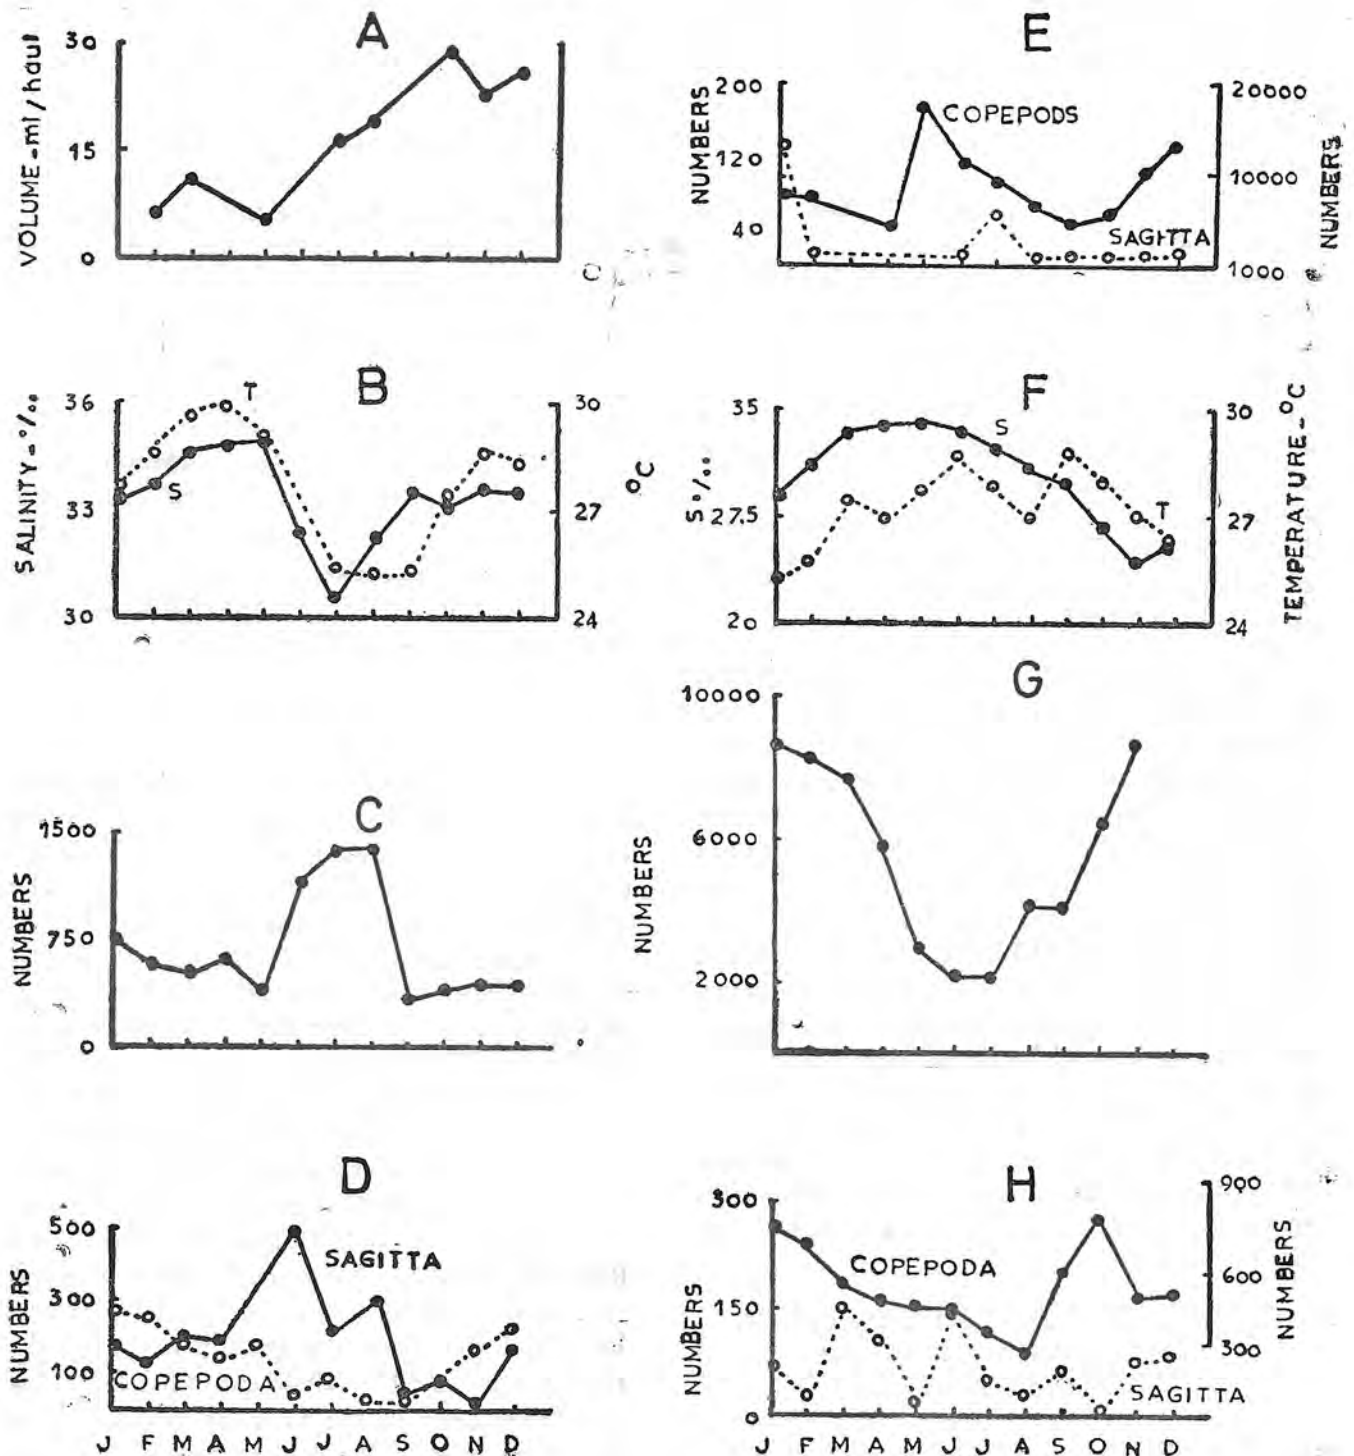 A
30
15
0
VOLUME-ml/haul
E
200
120
40
NUMBERS
COPEPODS
SAGITTA
20000
10000
1000
NUMBERS
B
36
33
30
SALINITY-°/..
T
S
30
27
24
°C
F
35
27.5
20
S°/..
S
T
30
27
24
TEMPERATURE-°C
C
1500
750
0
NUMBERS
G
10000
6000
2000
NUMBERS
D
500
300
100
NUMBERS
SAGITTA
COPEPODA
J F M A M J J A S O N D
H
300
150
0
NUMBERS
COPEPODA
SAGITTA
900
600
300
NUMBERS
J F M A M J J A S O N D